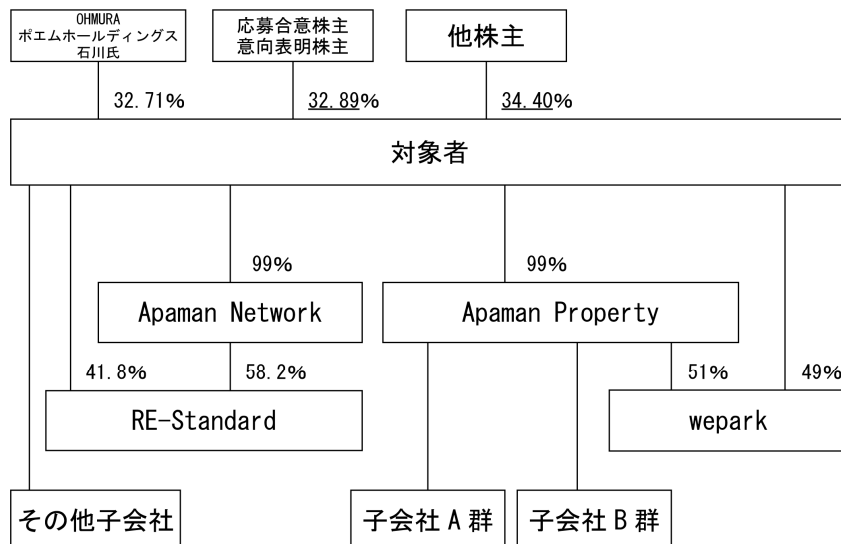 OHMURA
ポエムホールディングス
石川氏
応募合意株主
意向表明株主
他株主
32.71%
32.89%
34.40%
対象者
99%
99%
Apaman Network
Apaman Property
41.8%
58.2%
51%
49%
RE-Standard
wepark
その他子会社
子会社A群
子会社B群